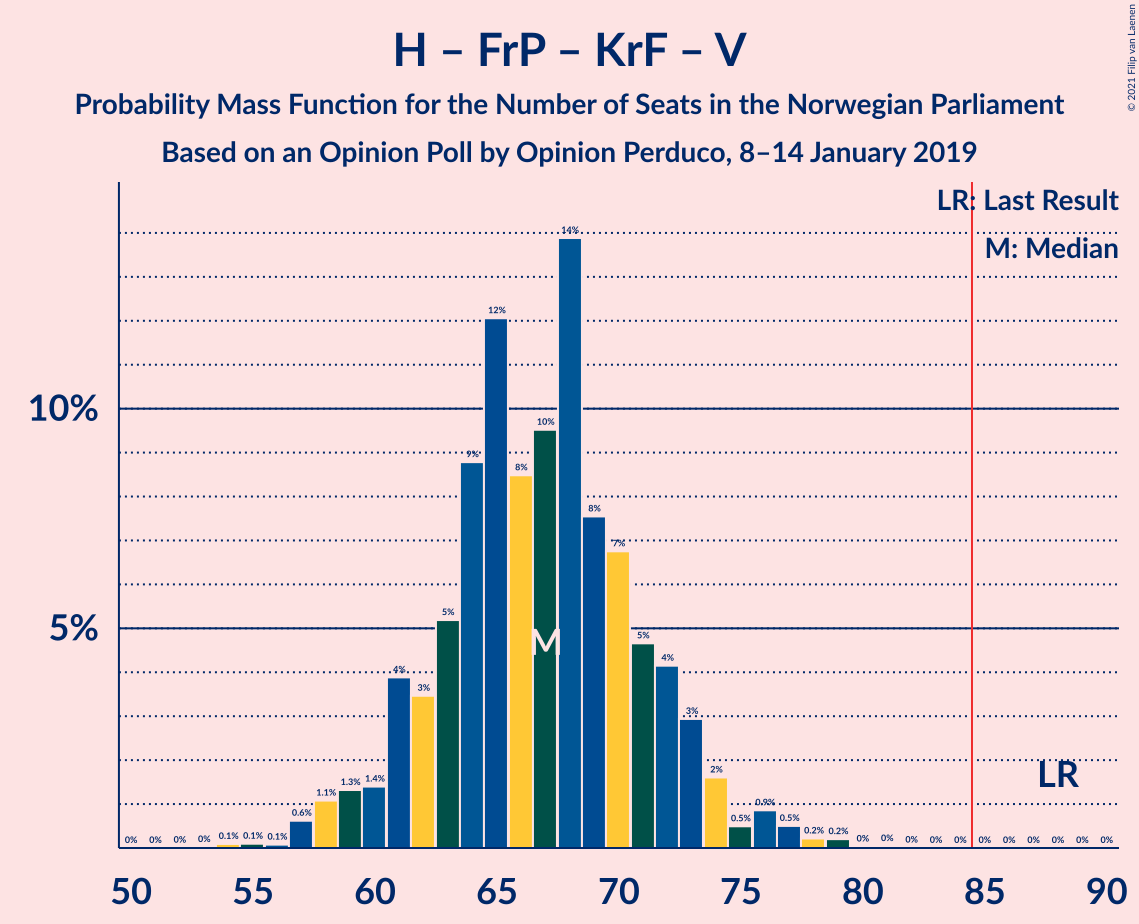 H – FrP – KrF – V
Probability Mass Function for the Number of Seats in the Norwegian Parliament
Based on an Opinion Poll by Opinion Perduco, 8–14 January 2019
© 2021 Filip van Laenen
LR: Last Result
M: Median
10%
5%
0% 0% 0% 0% 0.1% 0.1% 0.1% 0.6% 1.1% 1.3% 1.4% 4% 3% 5% 9% 12% 8% 10% 14% 8% 7% 5% 4% 3% 2% 0.5% 0.9% 0.5% 0.2% 0.2% 0% 0% 0% 0% 0% 0% 0% 0% 0% 0% 0%
M
LR
50 55 60 65 70 75 80 85 90